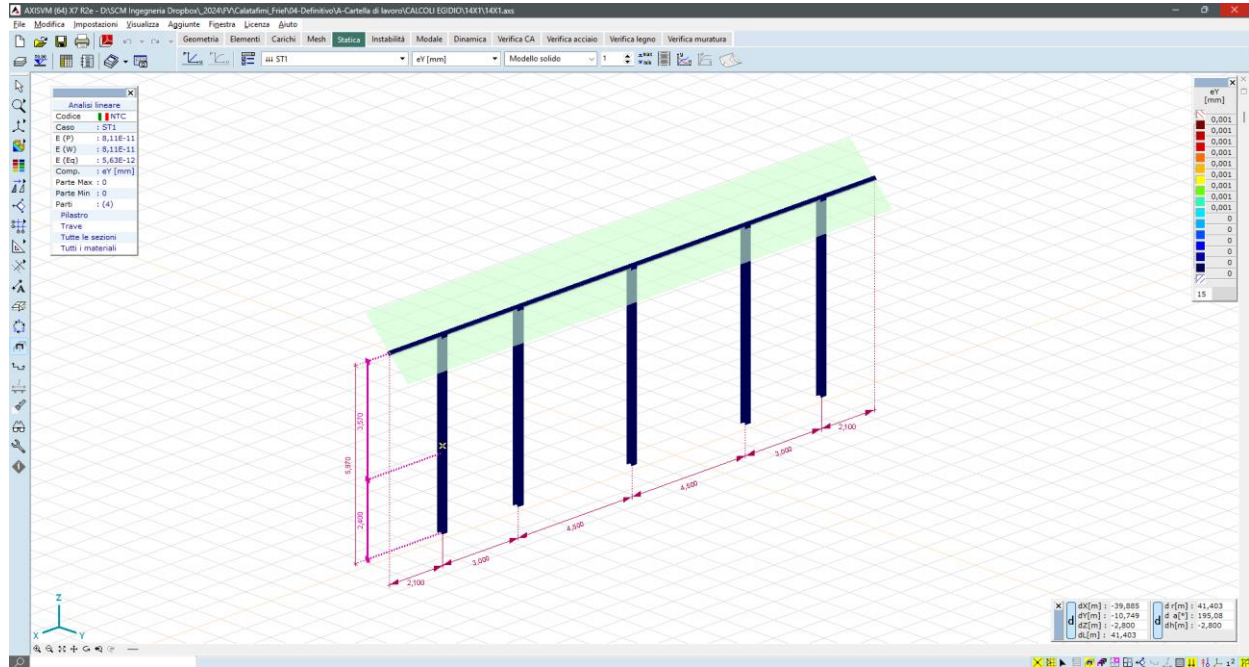 AXISVM (64) X7 R2e - D:\SCM Ingegneria Dropbox\_2024\FV\Calatafimi_Friel\04-Definitivo\A-Cartella di lavoro\CALCOLI EGIDIO\14X1\14X1.axs
File Modifica Impostazioni Visualizza Aggiunte Finestra Licenza Aiuto
Geometria Elementi Carichi Mesh Statica Instabilità Modale Dinamica Verifica CA Verifica acciaio Verifica legno Verifica muratura
ST1 eY [mm] Modello solido 1
Analisi lineare
Codice NTC
Caso : ST1
E (P) : 8,11E-11
E (W) : 8,11E-11
E (Eq) : 5,63E-12
Comp. : eY [mm]
Parte Max : 0
Parte Min : 0
Parti : (4)
Pilastro
Trave
Tutte le sezioni
Tutti i materiali
eY
[mm]
0,001
0,001
0,001
0,001
0,001
0,001
0,001
0,001
0,001
0
0
0
0
0
0
15
3,570
5,970
2,400
2,100
3,000
4,500
4,500
3,000
2,100
Z
X
Y
d
dX[m] : -39,885
dY[m] : -10,749
dZ[m] : -2,800
dL[m] : 41,403
d
d r[m] : 41,403
d a[°] : 195,08
dh[m] : -2,800